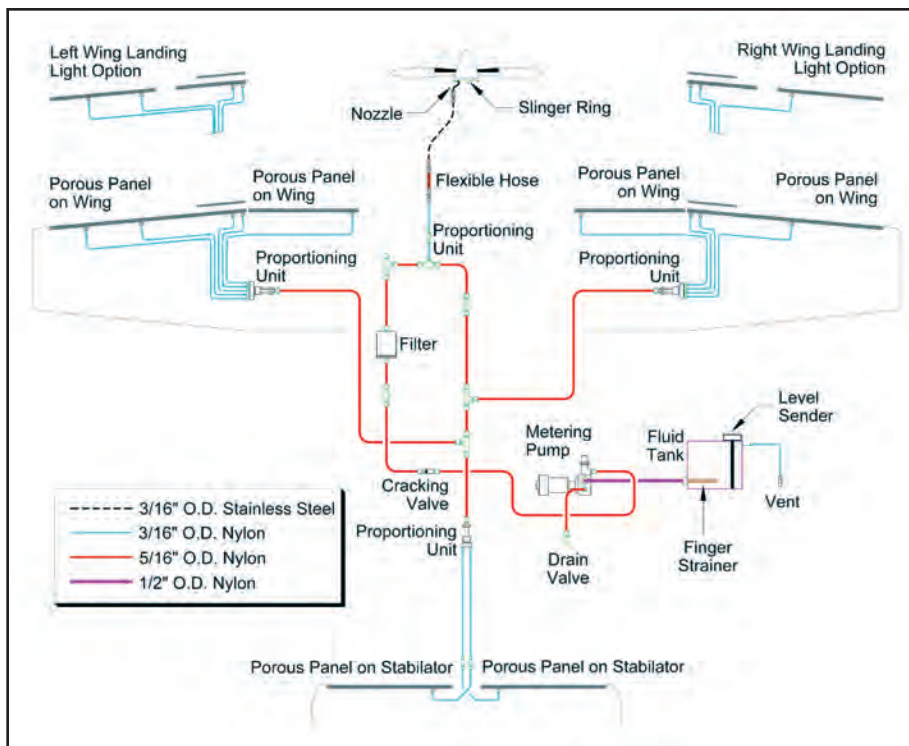 Left Wing Landing
Light Option
Right Wing Landing
Light Option
Nozzle
Slinger Ring
Porous Panel
on Wing
Porous Panel
on Wing
Flexible Hose
Porous Panel
on Wing
Porous Panel
on Wing
Proportioning
Unit
Proportioning
Unit
Proportioning
Unit
Filter
Level
Sender
Metering
Pump
Fluid
Tank
Cracking
Valve
Vent
3/16" O.D. Stainless Steel
3/16" O.D. Nylon
5/16" O.D. Nylon
1/2" O.D. Nylon
Proportioning
Unit
Drain
Valve
Finger
Strainer
Porous Panel on Stabilator
Porous Panel on Stabilator